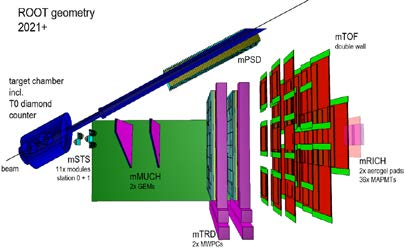 ROOT geometry
2021+
mTOF
double wall
mPSD
target chamber
incl.
T0 diamond
counter
beam
mSTS
11x modules
station 0 + 1
mMUCH
2x GEMs
mRICH
2x aerogel pads
36x MAPMTs
mTRD
2x MWPCs